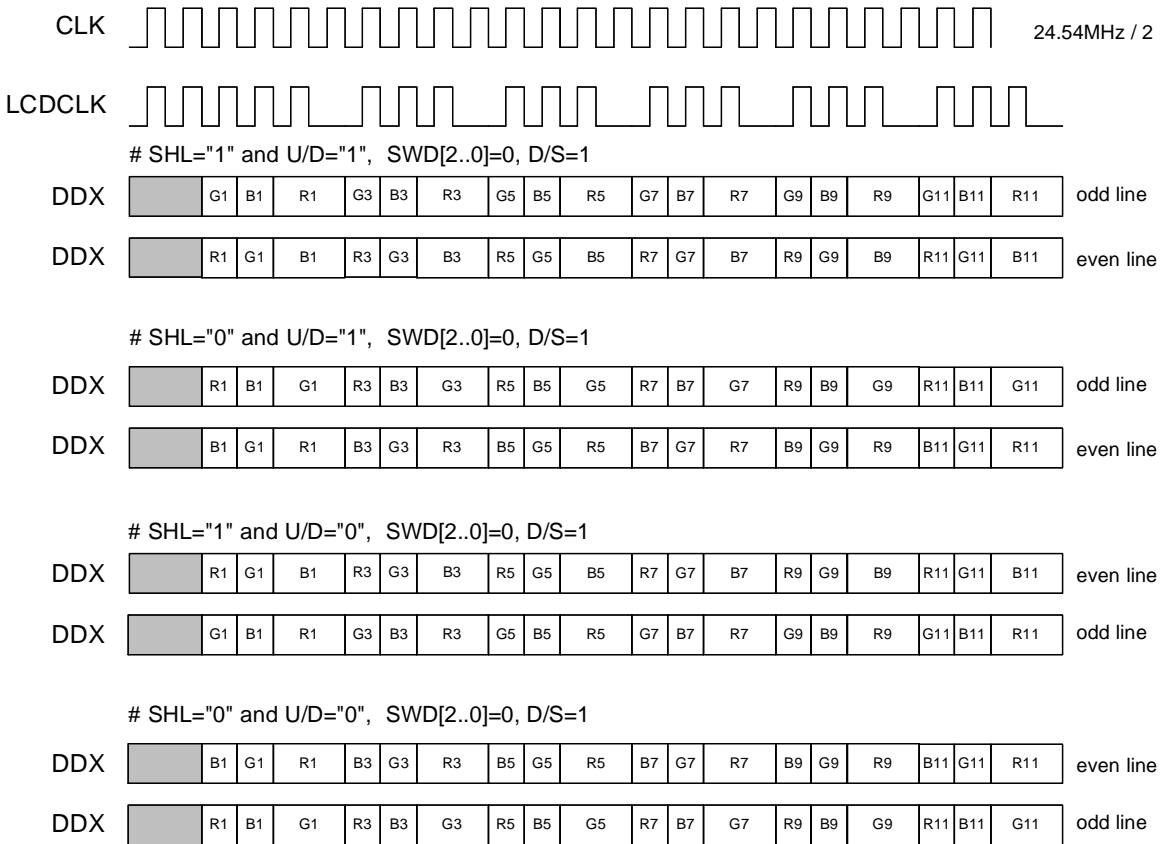 CLK 24.54MHz / 2
LCDCLK
# SHL="1" and U/D="1", SWD[2..0]=0, D/S=1
DDX G1 B1 R1 G3 B3 R3 G5 B5 R5 G7 B7 R7 G9 B9 R9 G11 B11 R11 odd line
DDX R1 G1 B1 R3 G3 B3 R5 G5 B5 R7 G7 B7 R9 G9 B9 R11 G11 B11 even line
# SHL="0" and U/D="1", SWD[2..0]=0, D/S=1
DDX R1 B1 G1 R3 B3 G3 R5 B5 G5 R7 B7 G7 R9 B9 G9 R11 B11 G11 odd line
DDX B1 G1 R1 B3 G3 R3 B5 G5 R5 B7 G7 R7 B9 G9 R9 B11 G11 R11 even line
# SHL="1" and U/D="0", SWD[2..0]=0, D/S=1
DDX R1 G1 B1 R3 G3 B3 R5 G5 B5 R7 G7 B7 R9 G9 B9 R11 G11 B11 even line
DDX G1 B1 R1 G3 B3 R3 G5 B5 R5 G7 B7 R7 G9 B9 R9 G11 B11 R11 odd line
# SHL="0" and U/D="0", SWD[2..0]=0, D/S=1
DDX B1 G1 R1 B3 G3 R3 B5 G5 R5 B7 G7 R7 B9 G9 R9 B11 G11 R11 even line
DDX R1 B1 G1 R3 B3 G3 R5 B5 G5 R7 B7 G7 R9 B9 G9 R11 B11 G11 odd line